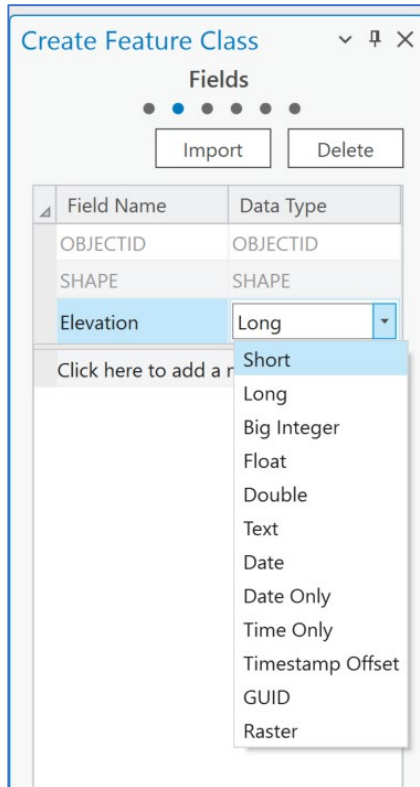 Create Feature Class
Fields
Import Delete
Field Name Data Type
OBJECTID OBJECTID
SHAPE SHAPE
Elevation Long
Click here to add a
Short
Long
Big Integer
Float
Double
Text
Date
Date Only
Time Only
Timestamp Offset
GUID
Raster